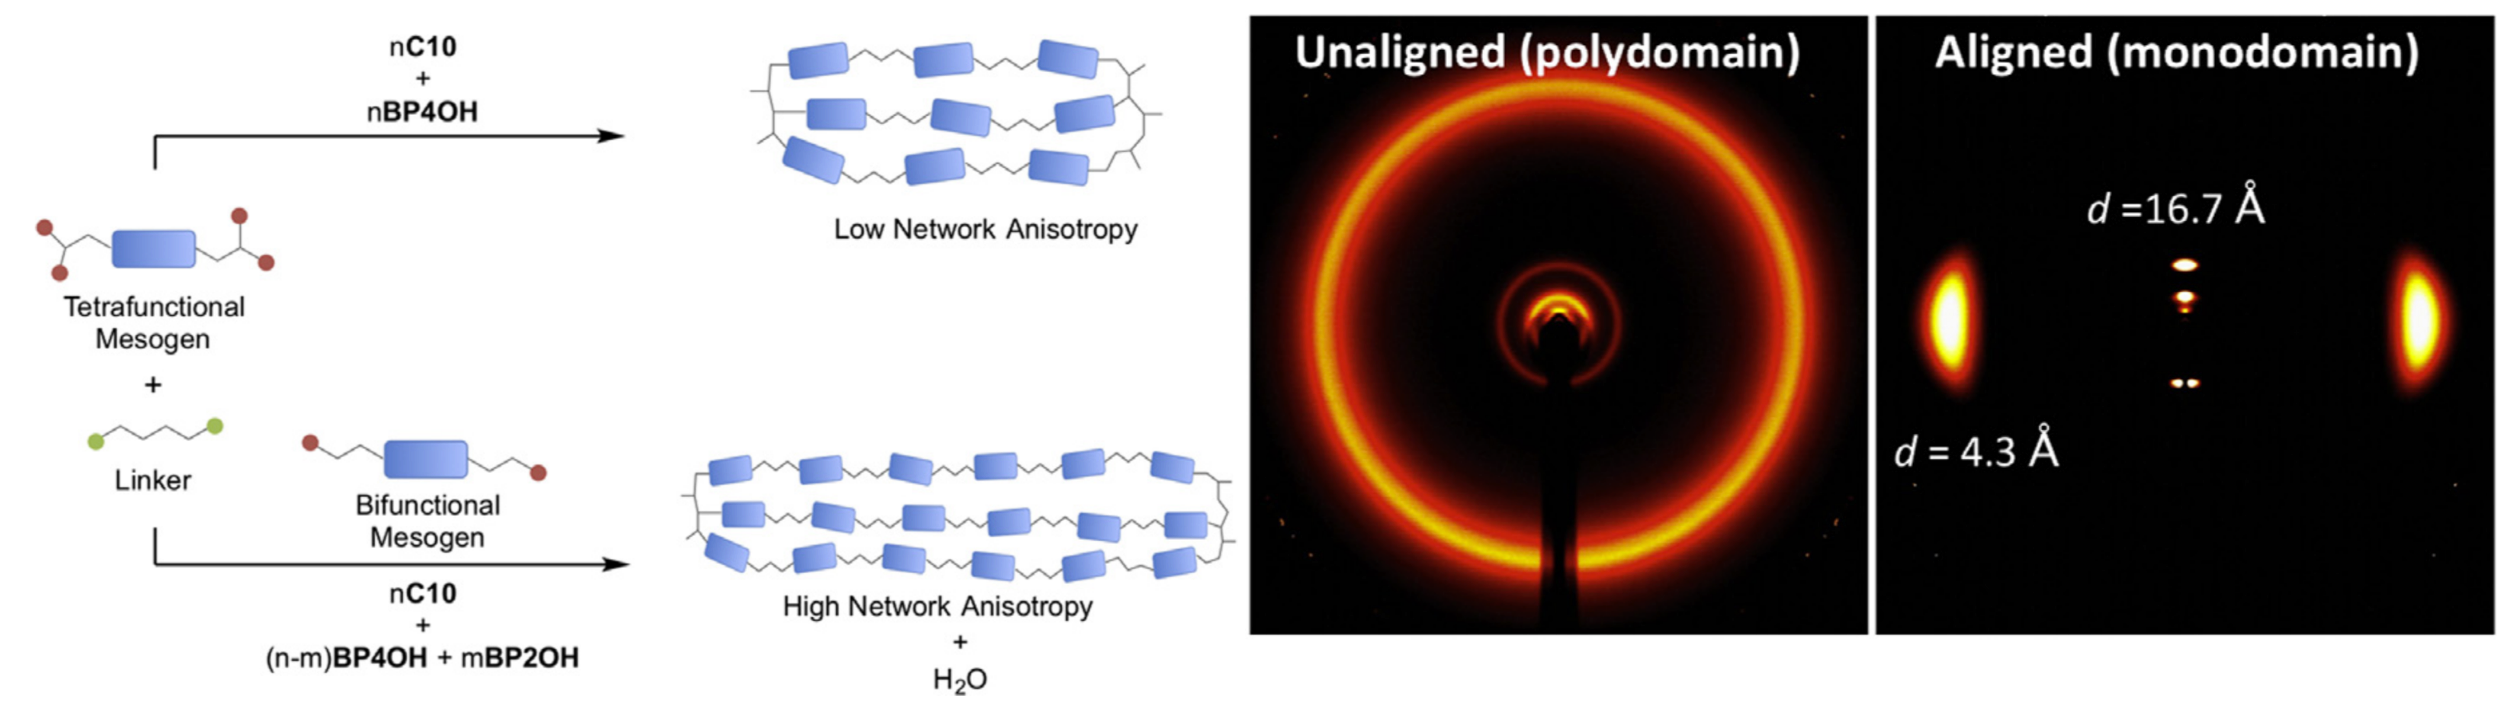 nC10
+
nBP4OH
Tetrafunctional
Mesogen
+
Linker
Bifunctional
Mesogen
nC10
+
(n-m)BP4OH + mBP2OH
Low Network Anisotropy
High Network Anisotropy
+
H₂O
Unaligned (polydomain)
Aligned (monodomain)
d =16.7 Å
d = 4.3 Å